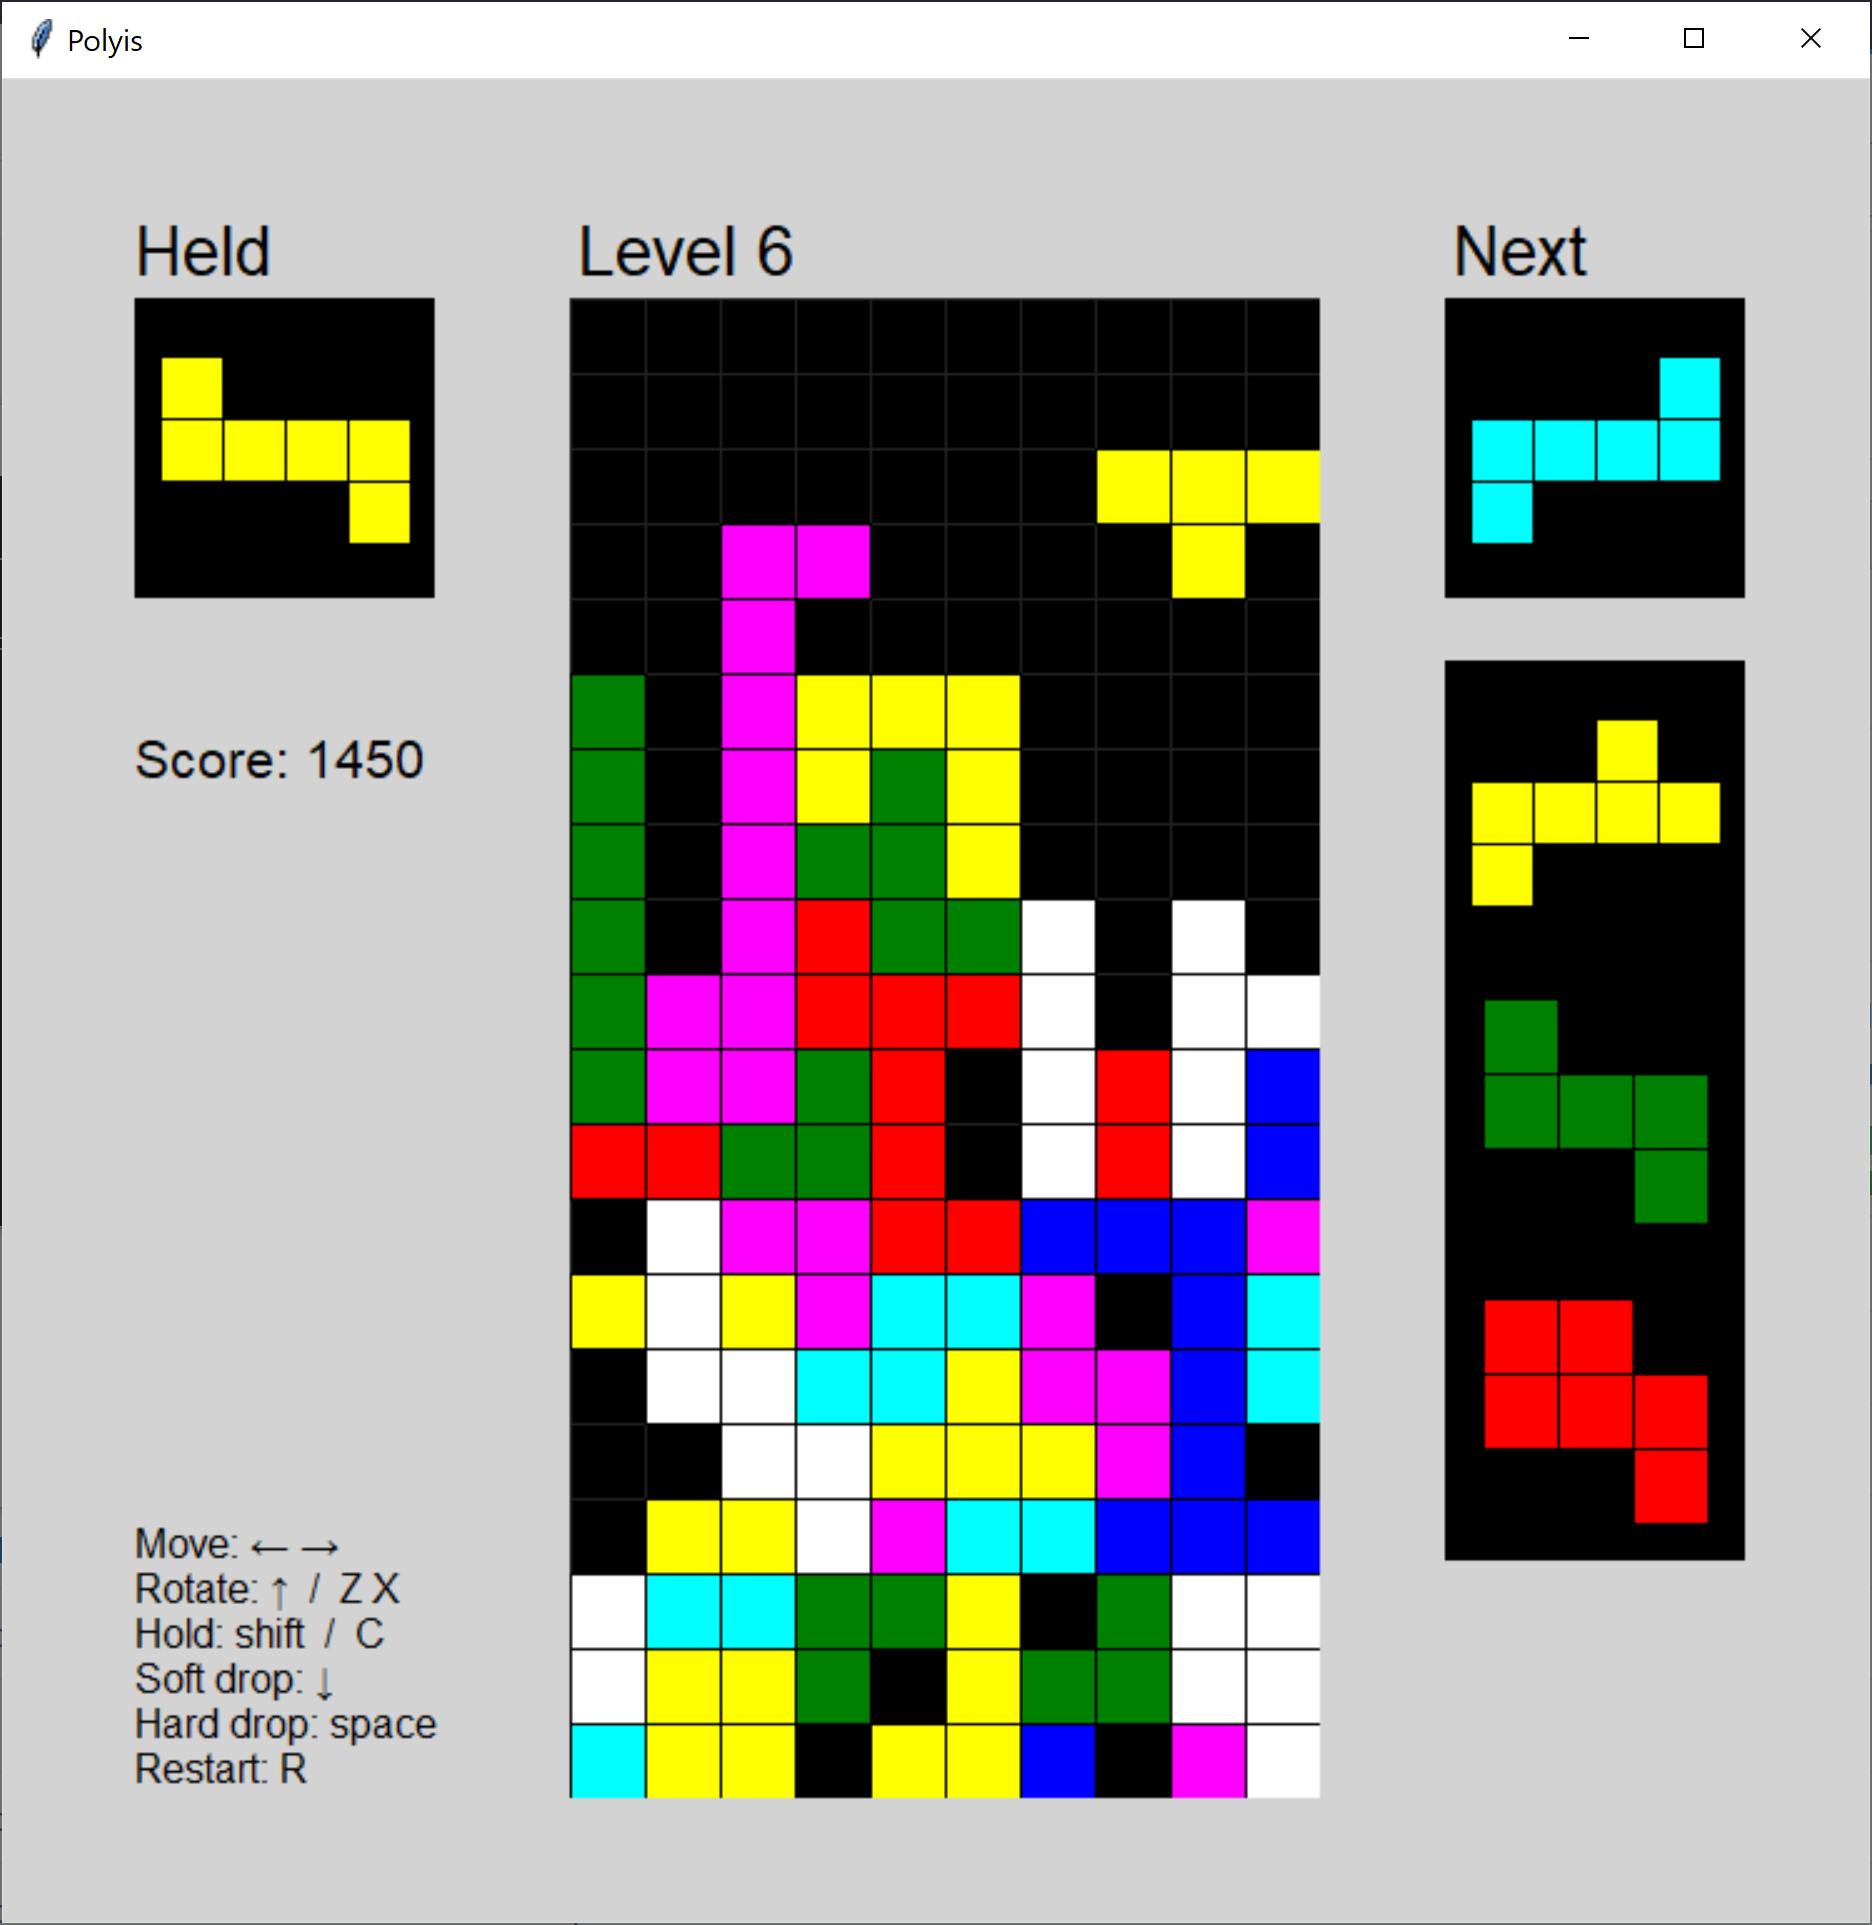 Polyis
Held
Level 6
Next
Score: 1450
Move: ← →
Rotate: ↑ / Z X
Hold: shift / C
Soft drop: ↓
Hard drop: space
Restart: R